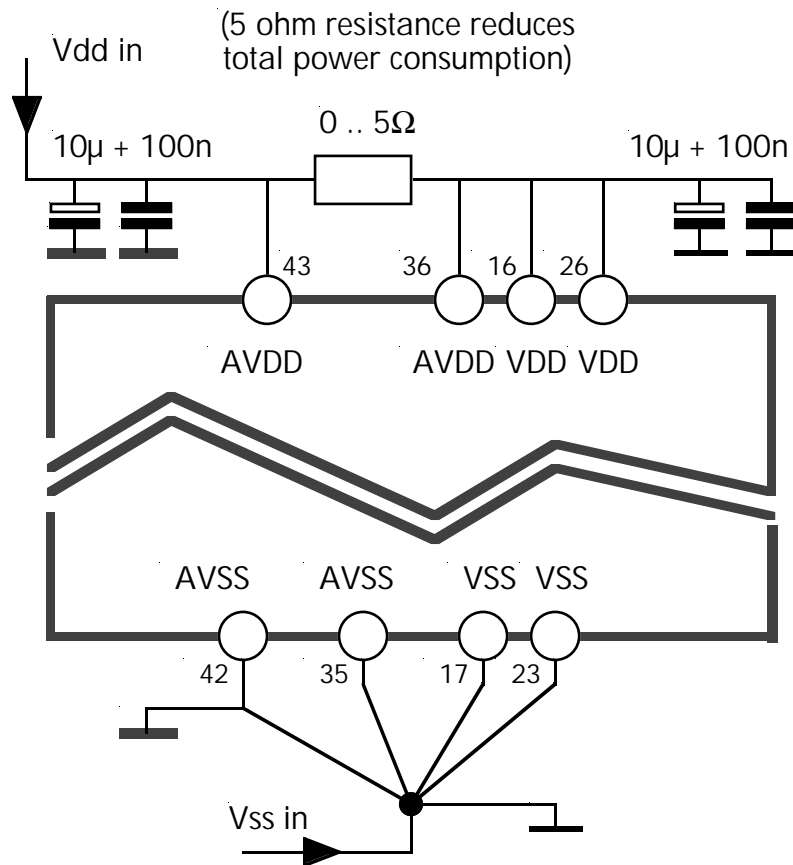 (5 ohm resistance reduces
total power consumption)
Vdd in
0 .. 5Ω
10µ + 100n
10µ + 100n
43
36
16
26
AVDD
AVDD
VDD
VDD
AVSS
AVSS
VSS
VSS
42
35
17
23
Vss in